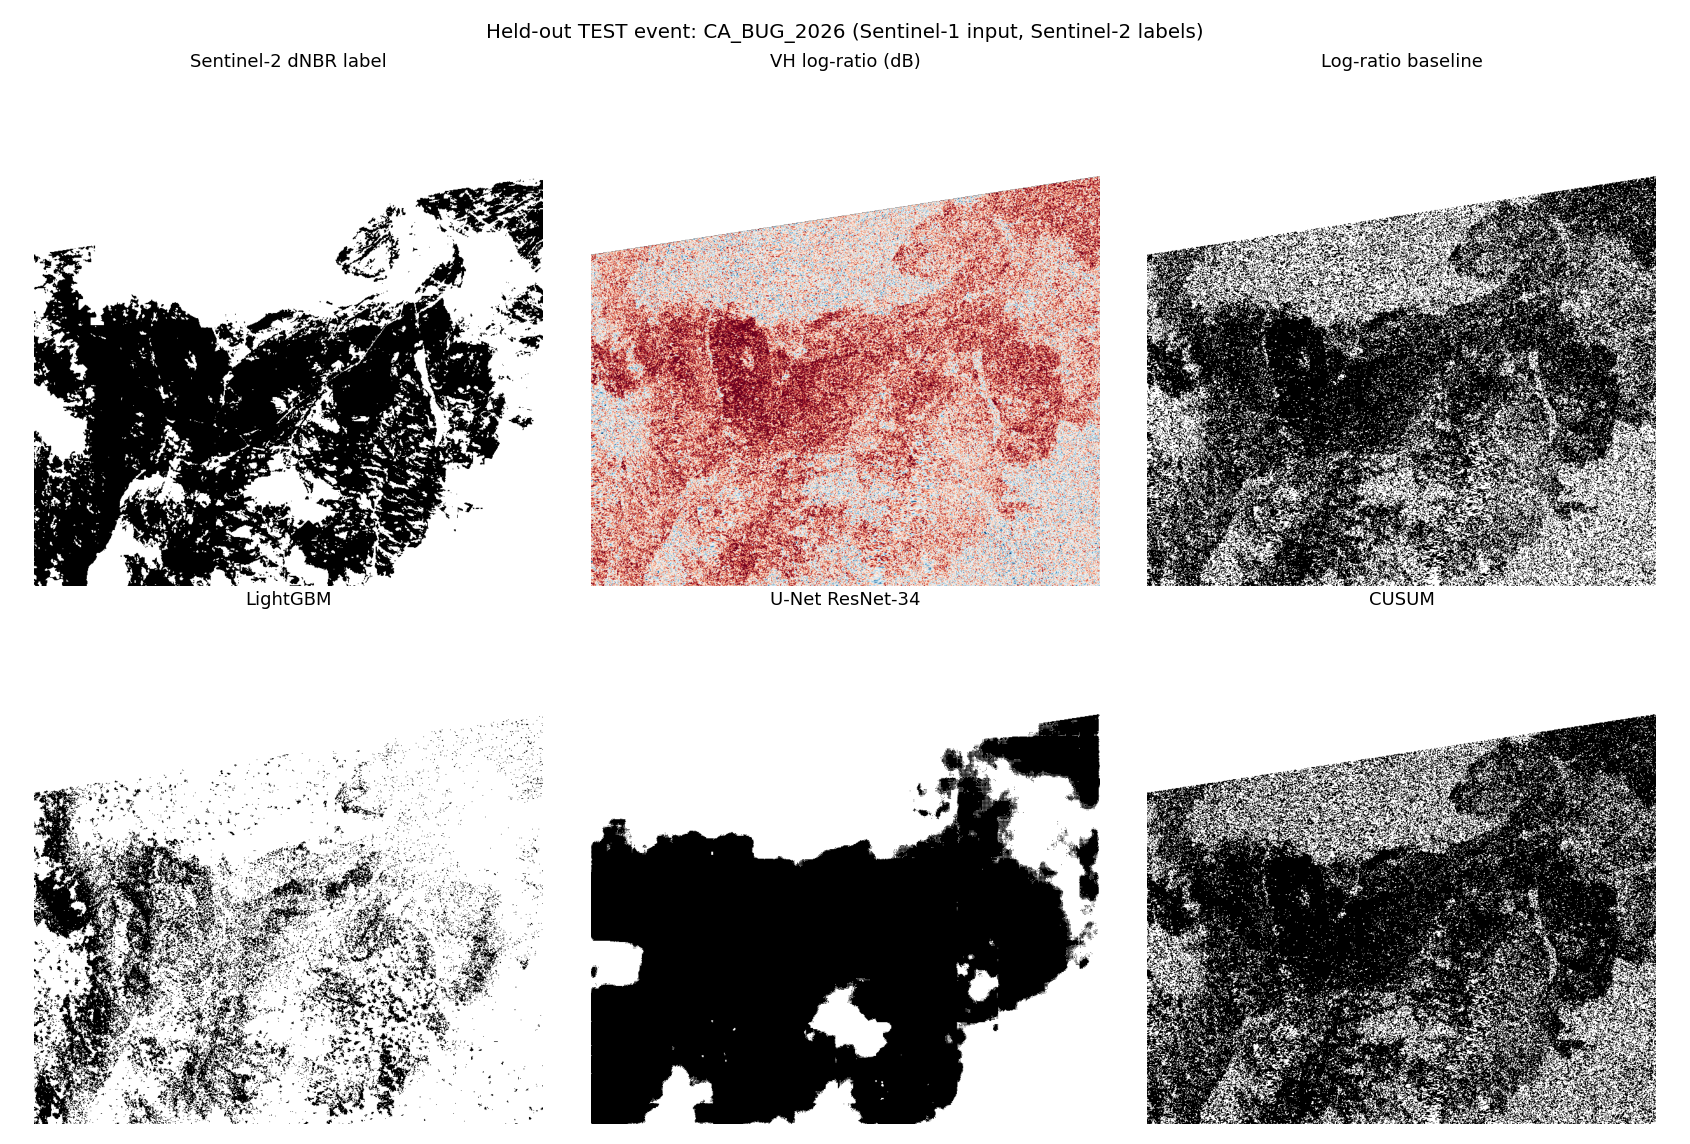 Held-out TEST event: CA_BUG_2026 (Sentinel-1 input, Sentinel-2 labels)
Sentinel-2 dNBR label
VH log-ratio (dB)
Log-ratio baseline
LightGBM
U-Net ResNet-34
CUSUM